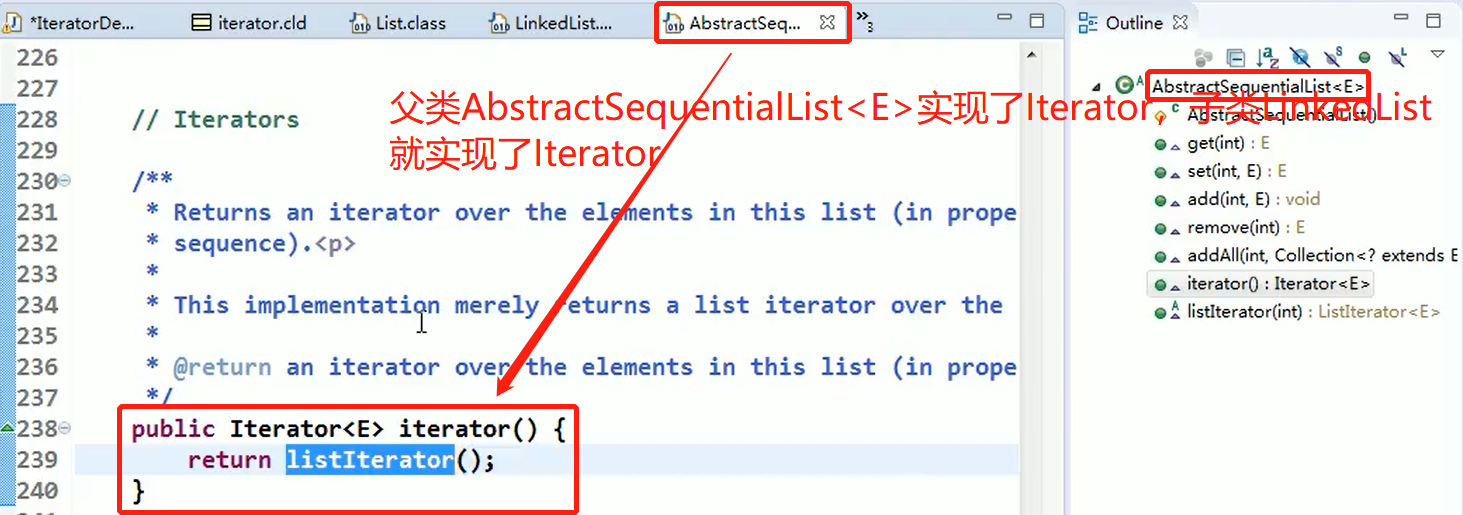 *IteratorDe... iterator.cld List.class LinkedList.... AbstractSeq... »3 Outline
226
227
228 // Iterators
229
230 /**
231 * Returns an iterator over the elements in this list (in prope
232 * sequence).<p>
233 *
234 * This implementation merely returns a list iterator over the
235 *
236 * @return an iterator over the elements in this list (in prope
237 */
238 public Iterator<E> iterator() {
239 return listIterator();
240 }
父类AbstractSequentialList<E>实现了Iterator 子类LinkedList
就实现了Iterator
AbstractSequentialList<E>
AbstractSequentialList()
get(int) : E
set(int, E) : E
add(int, E) : void
remove(int) : E
addAll(int, Collection<? extends E
iterator() : Iterator<E>
listIterator(int) : ListIterator<E>